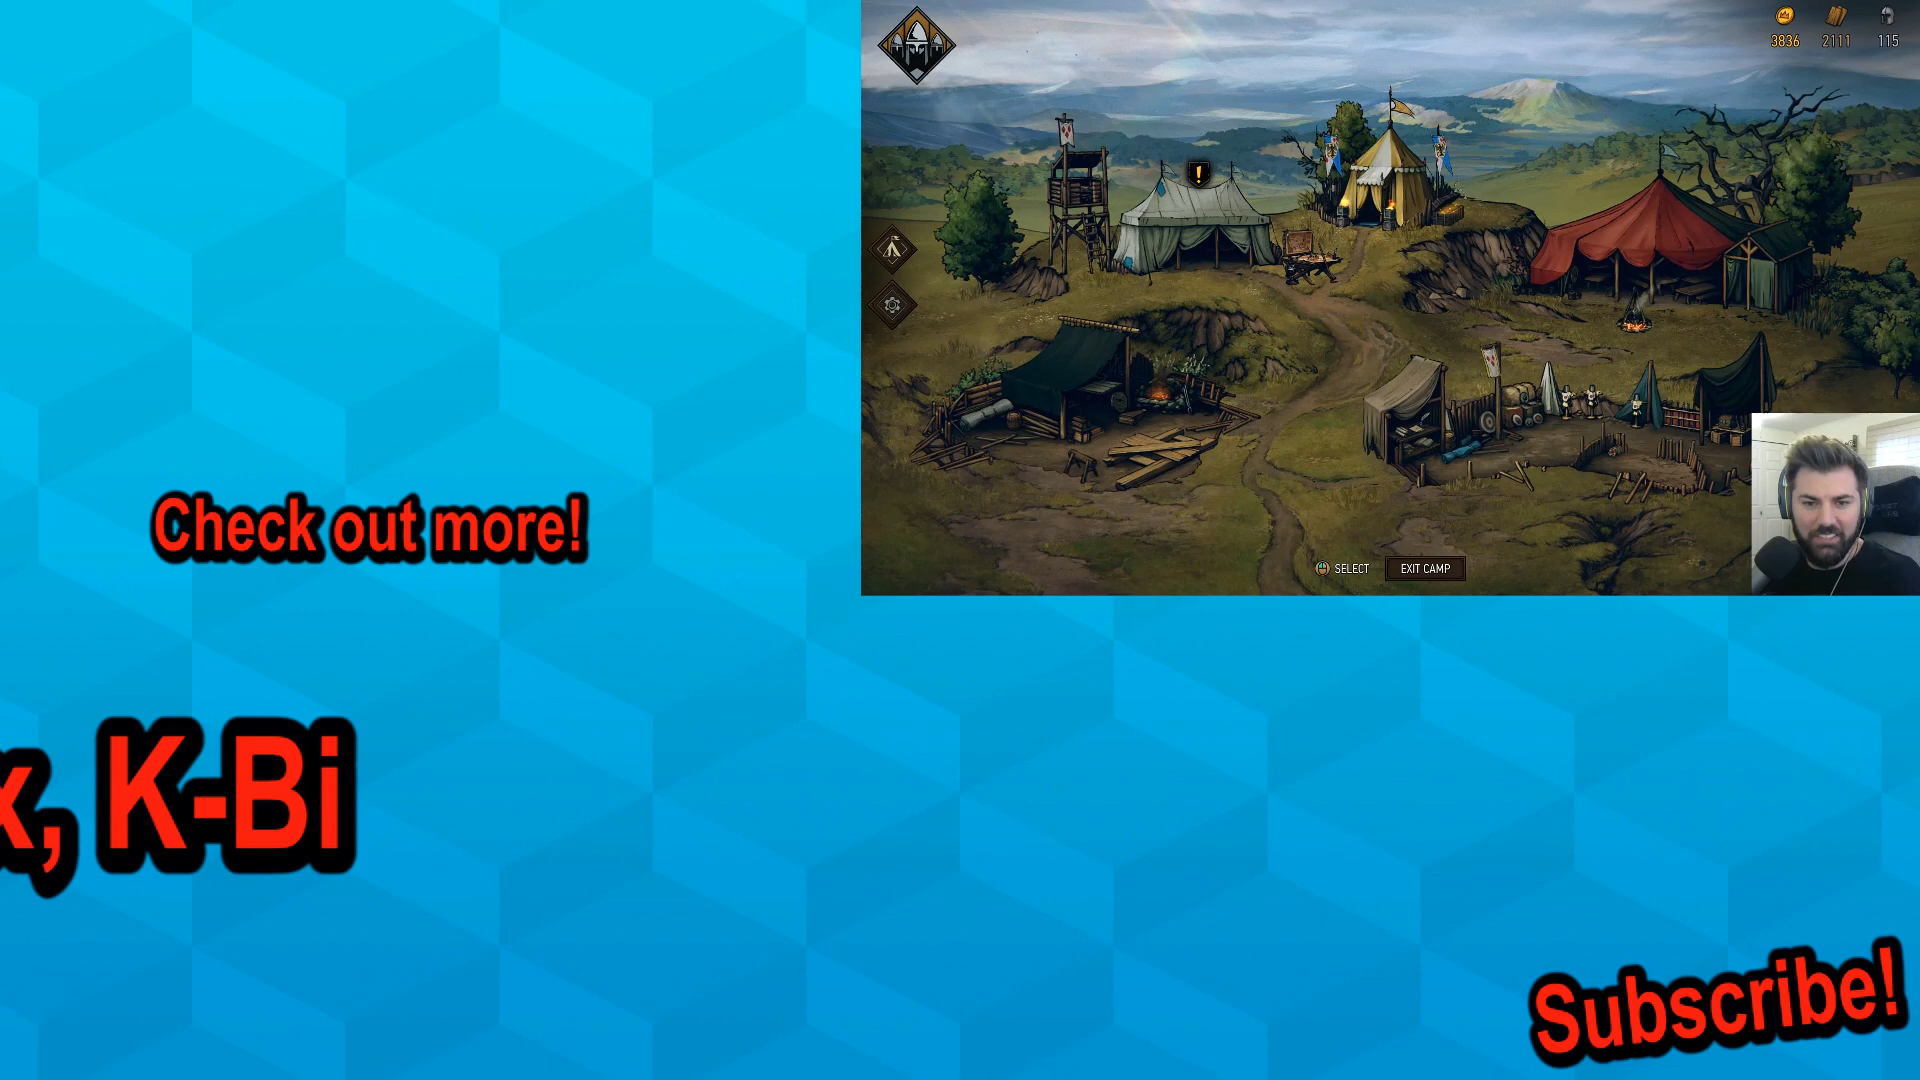 3836 2111 115
SELECT EXIT CAMP
Check out more!
x, K-Bi
Subscribe!